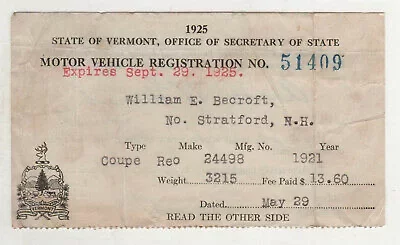 1925
STATE OF VERMONT, OFFICE OF SECRETARY OF STATE
MOTOR VEHICLE REGISTRATION NO. 51409
Expires Sept. 29. 1925.
William E. Becroft,
No. Stratford, N.H.
Type Make Mfg. No. Year
Coupe Reo 24498 1921
Weight 3215 Fee Paid $ 13.60
Dated May 29
READ THE OTHER SIDE
VERMONT